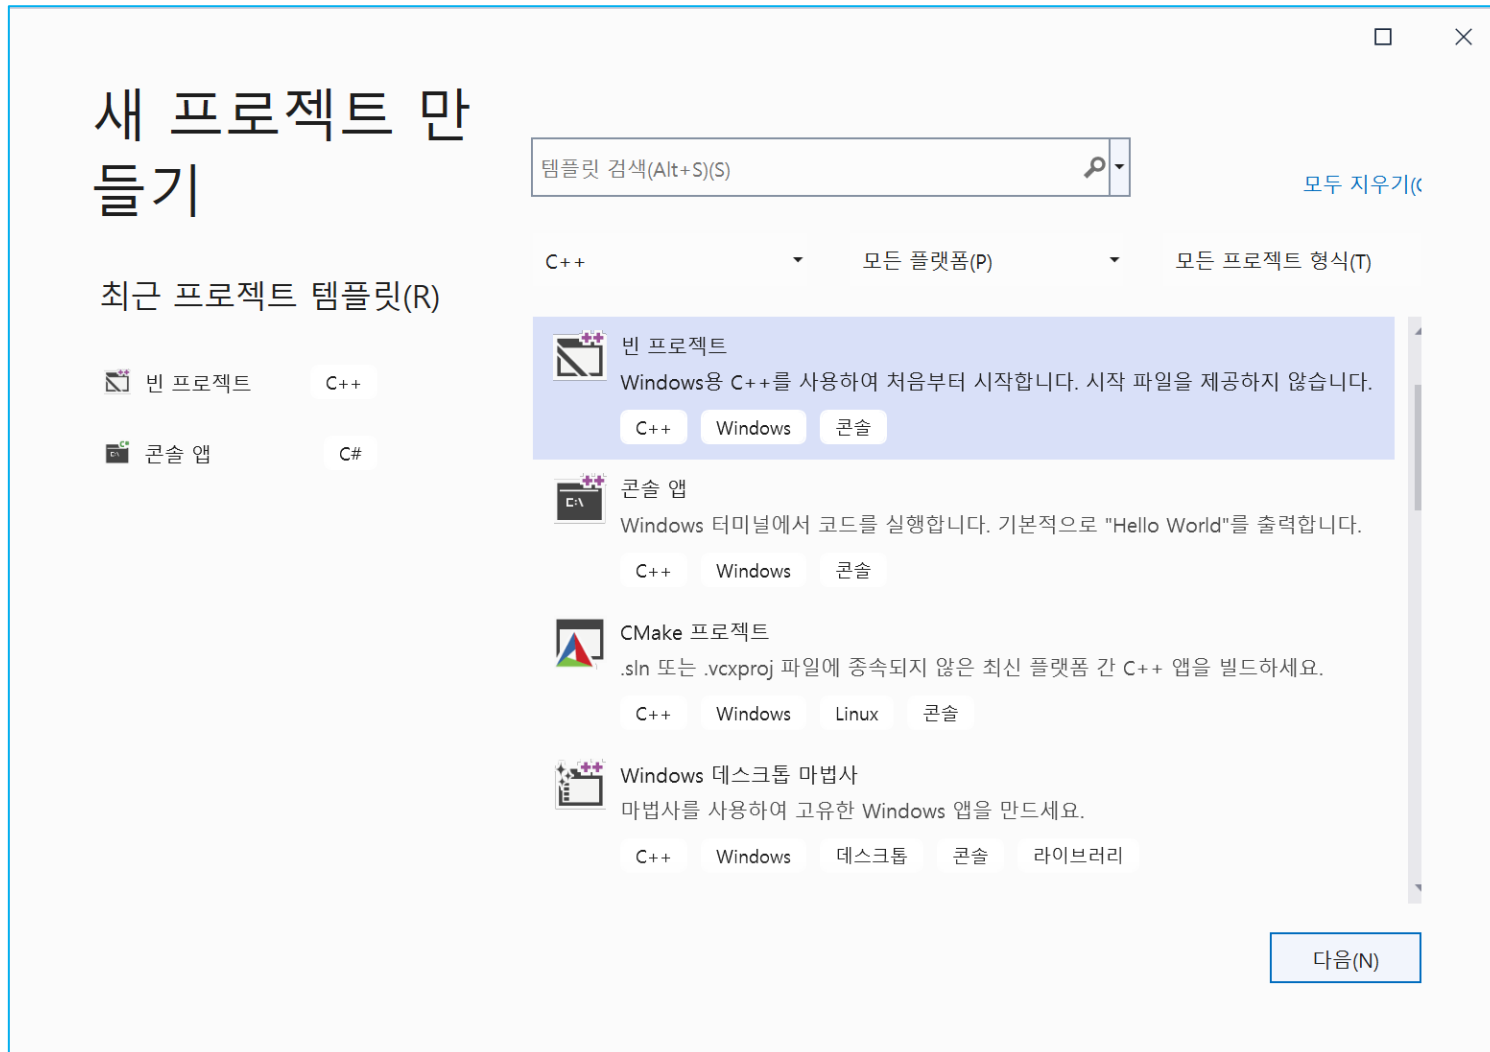 새 프로젝트 만
들기
최근 프로젝트 템플릿(R)
빈 프로젝트 C++
콘솔 앱 C#
템플릿 검색(Alt+S)(S)
모두 지우기(
C++ 모든 플랫폼(P) 모든 프로젝트 형식(T)
빈 프로젝트
Windows용 C++를 사용하여 처음부터 시작합니다. 시작 파일을 제공하지 않습니다.
C++ Windows 콘솔
콘솔 앱
Windows 터미널에서 코드를 실행합니다. 기본적으로 "Hello World"를 출력합니다.
C++ Windows 콘솔
CMake 프로젝트
.sln 또는 .vcxproj 파일에 종속되지 않은 최신 플랫폼 간 C++ 앱을 빌드하세요.
C++ Windows Linux 콘솔
Windows 데스크톱 마법사
마법사를 사용하여 고유한 Windows 앱을 만드세요.
C++ Windows 데스크톱 콘솔 라이브러리
다음(N)